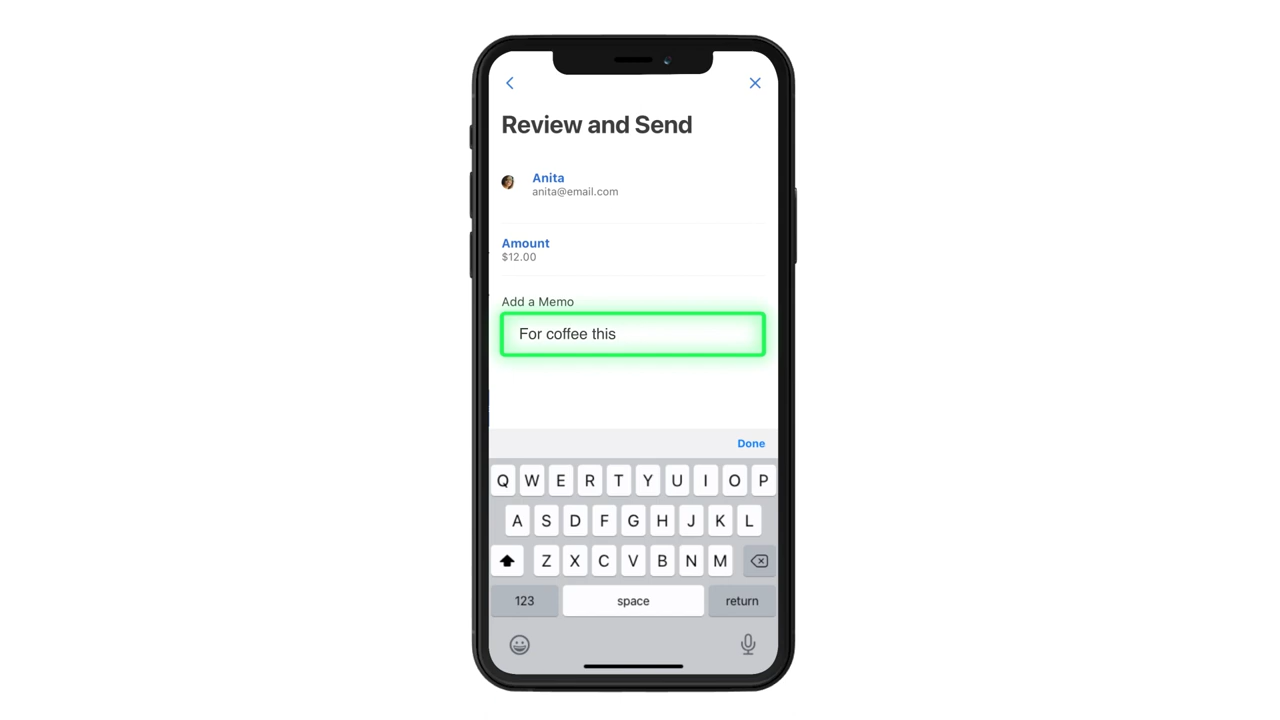 Review and Send
Anita
anita@email.com
Amount
$12.00
Add a Memo
For coffee this
Done
Q W E R T Y U I O P
A S D F G H J K L
Z X C V B N M
123 space return